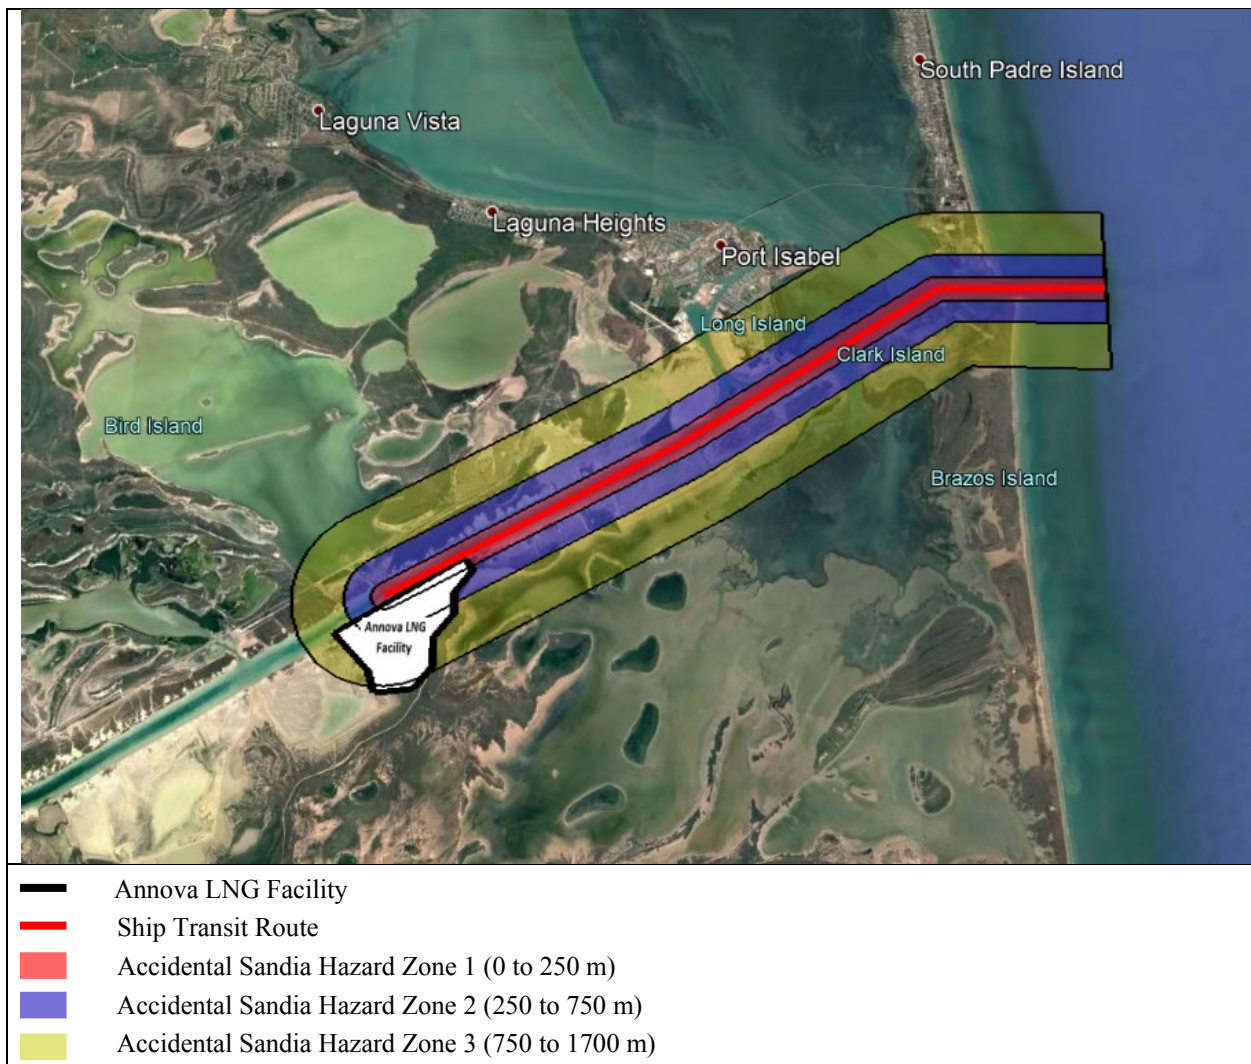 South Padre Island
Laguna Vista
Laguna Heights
Port Isabel
Long Island
Clark Island
Bird Island
Brazos Island
Annova LNG
Facility
Annova LNG Facility
Ship Transit Route
Accidental Sandia Hazard Zone 1 (0 to 250 m)
Accidental Sandia Hazard Zone 2 (250 to 750 m)
Accidental Sandia Hazard Zone 3 (750 to 1700 m)